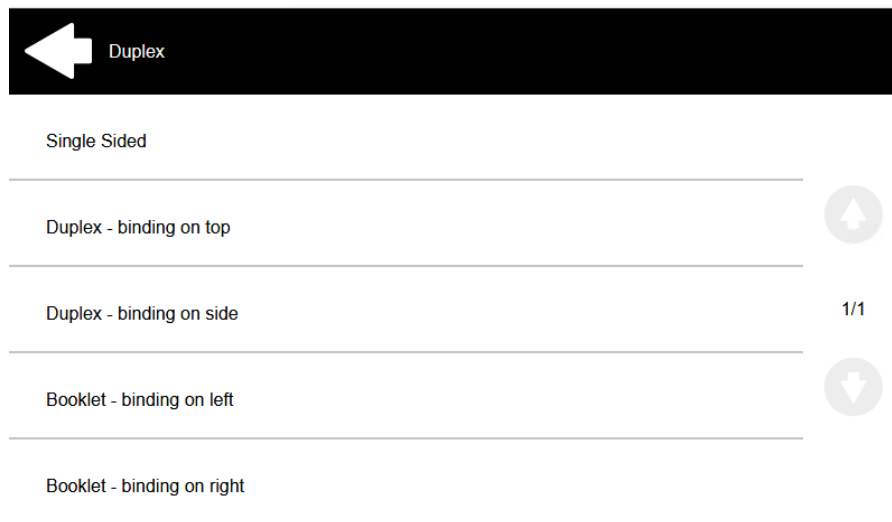 Duplex
Single Sided
Duplex - binding on top
Duplex - binding on side
1/1
Booklet - binding on left
Booklet - binding on right